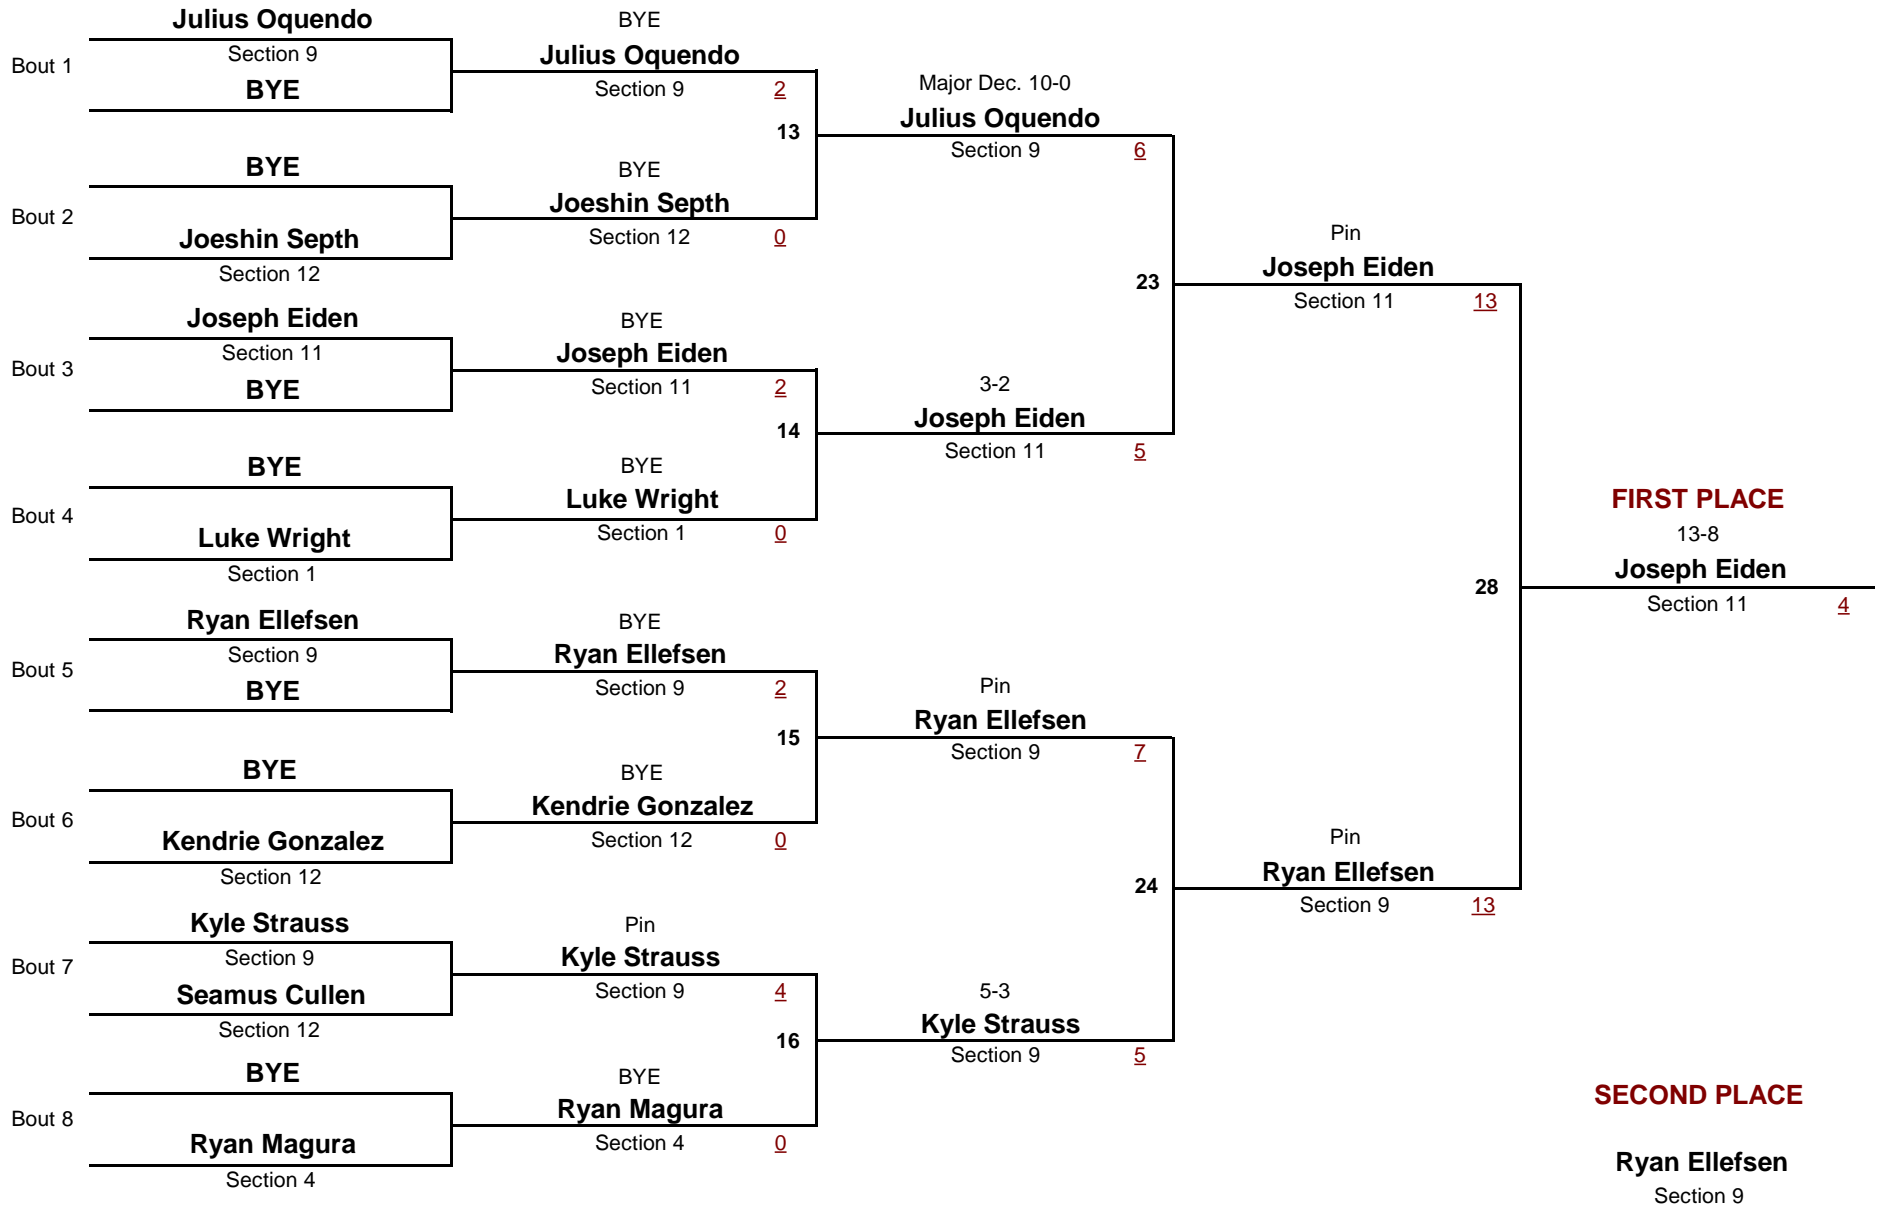 Julius Oquendo
Bout 1
Section 9
BYE
BYE
Bout 2
Joeshin Septh
Section 12
Joseph Eiden
Bout 3
Section 11
BYE
BYE
Bout 4
Luke Wright
Section 1
Ryan Ellefsen
Bout 5
Section 9
BYE
BYE
Bout 6
Kendrie Gonzalez
Section 12
Kyle Strauss
Bout 7
Section 9
Seamus Cullen
Section 12
BYE
Bout 8
Ryan Magura
Section 4
BYE
Julius Oquendo
Section 9 2
13
BYE
Joeshin Septh
Section 12 0
BYE
Joseph Eiden
Section 11 2
14
BYE
Luke Wright
Section 1 0
BYE
Ryan Ellefsen
Section 9 2
15
BYE
Kendrie Gonzalez
Section 12 0
Pin
Kyle Strauss
Section 9 4
16
BYE
Ryan Magura
Section 4 0
Major Dec. 10-0
Julius Oquendo
Section 9 6
23
3-2
Joseph Eiden
Section 11 5
Pin
Ryan Ellefsen
Section 9 7
24
5-3
Kyle Strauss
Section 9 5
Pin
Joseph Eiden
Section 11 13
28
Pin
Ryan Ellefsen
Section 9 13
FIRST PLACE
13-8
Joseph Eiden
Section 11 4
SECOND PLACE
Ryan Ellefsen
Section 9